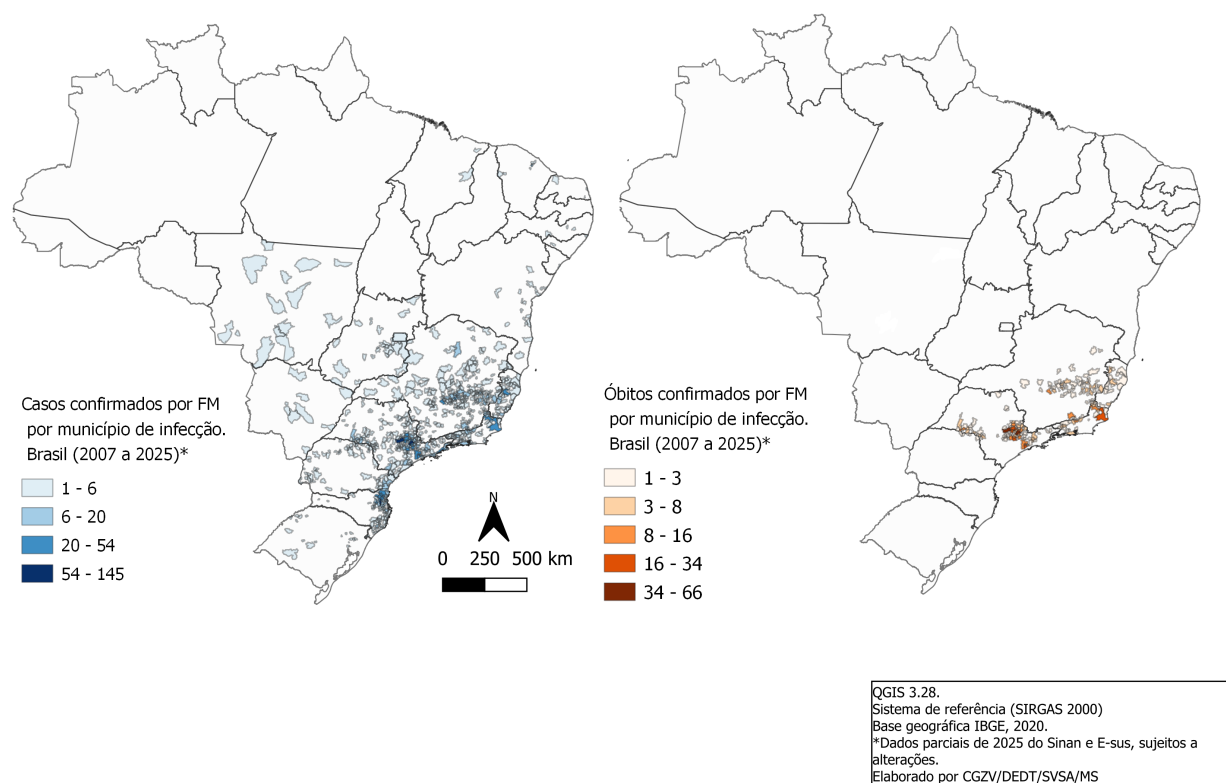 Casos confirmados por FM
por município de infecção.
Brasil (2007 a 2025)*
1 - 6
6 - 20
20 - 54
54 - 145
N
0 250 500 km
Óbitos confirmados por FM
por município de infecção.
Brasil (2007 a 2025)*
1 - 3
3 - 8
8 - 16
16 - 34
34 - 66
QGIS 3.28.
Sistema de referência (SIRGAS 2000)
Base geográfica IBGE, 2020.
*Dados parciais de 2025 do Sinan e E-sus, sujeitos a
alterações.
Elaborado por CGZV/DEDT/SVSA/MS